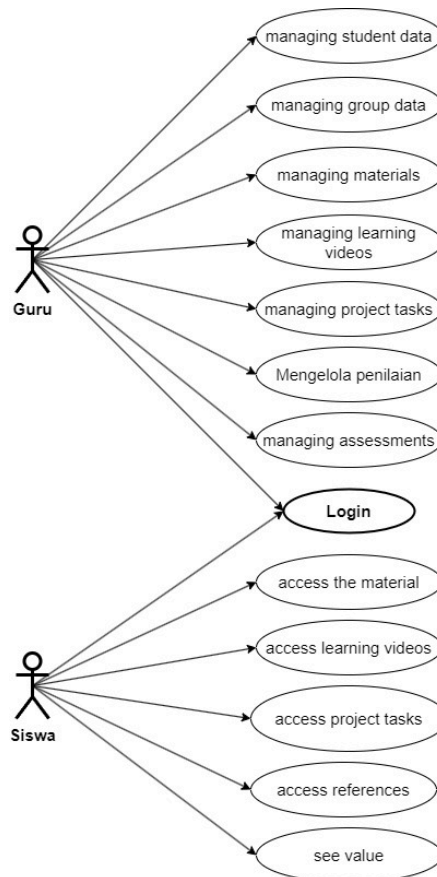 managing student data
managing group data
managing materials
managing learning
videos
Guru
managing project tasks
Mengelola penilaian
managing assessments
Login
access the material
access learning videos
Siswa
access project tasks
access references
see value